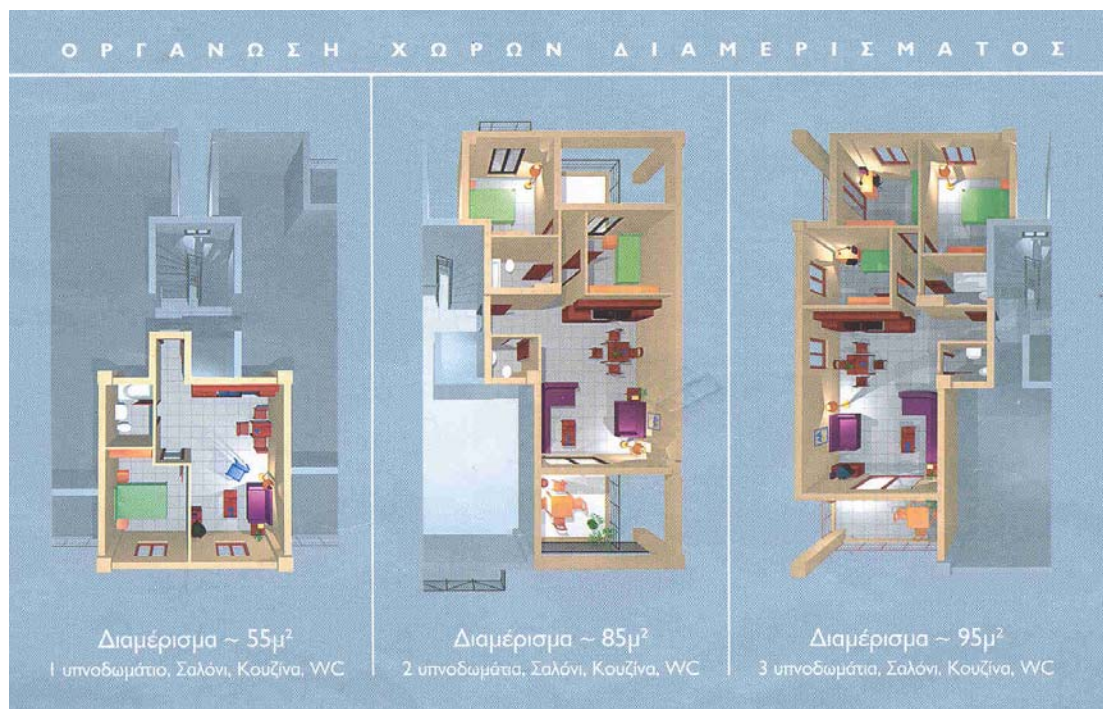 ΟΡΓΑΝΩΣΗ ΧΩΡΩΝ ΔΙΑΜΕΡΙΣΜΑΤΟΣ
Διαμέρισμα ~ 55μ²
1 υπνοδωμάτιο, Σαλόνι, Κουζίνα, WC
Διαμέρισμα ~ 85μ²
2 υπνοδωμάτια, Σαλόνι, Κουζίνα, WC
Διαμέρισμα ~ 95μ²
3 υπνοδωμάτια, Σαλόνι, Κουζίνα, WC